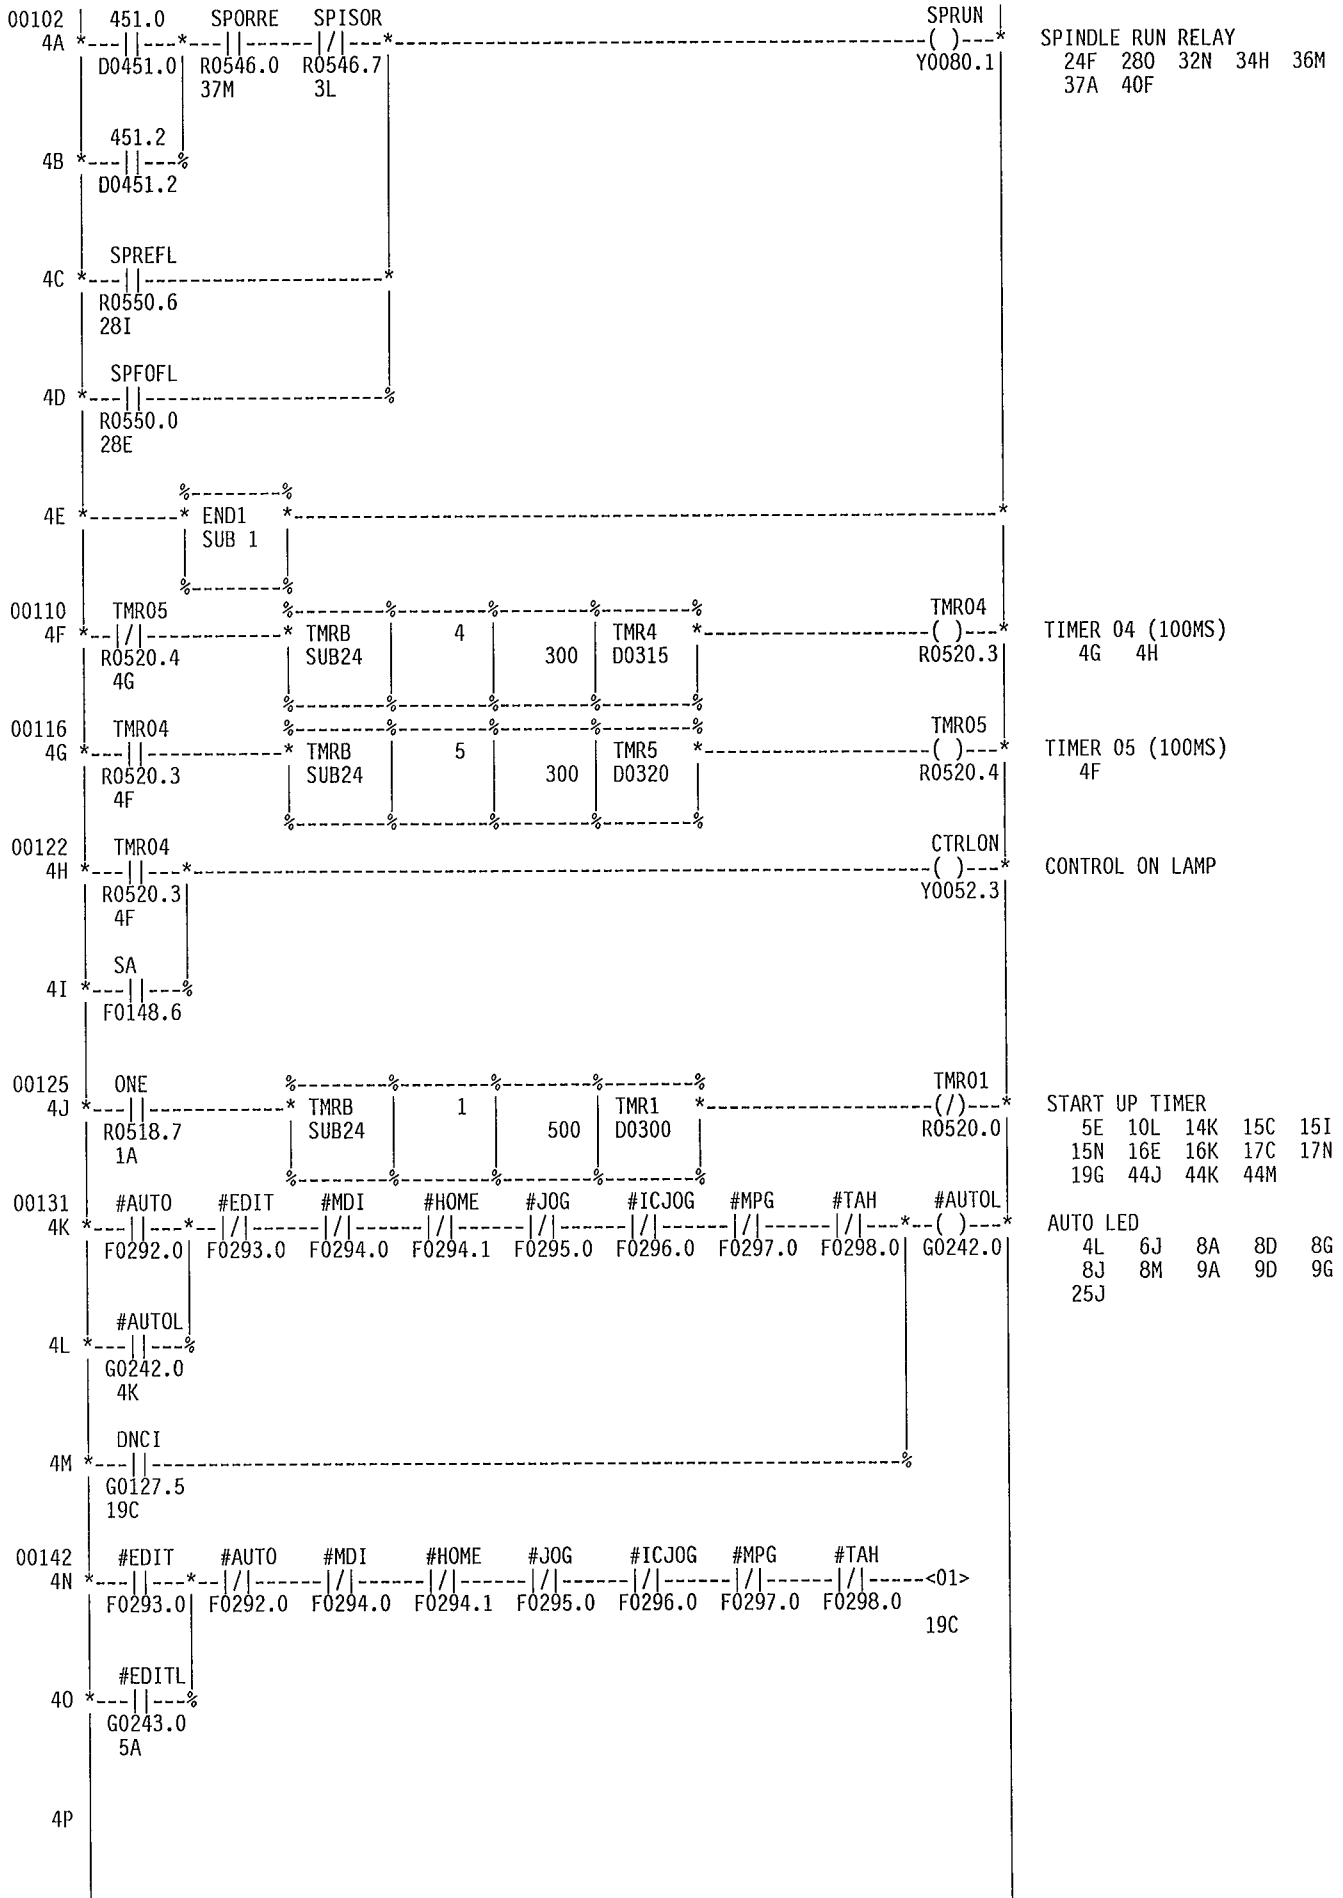 00102 451.0 SPORRE SPISOR SPRUN
4A *---||---*---||-------|/|---*----( )---* SPINDLE RUN RELAY
D0451.0 R0546.0 R0546.7 Y0080.1 24F 28O 32N 34H 36M
37M 3L 37A 40F
451.2
4B *---||---%
D0451.2
SPREFL
4C *---||----*
R0550.6
28I
SPFOFL
4D *---||----%
R0550.0
28E
%---------%
4E *-------* END1 *----*
SUB 1
%---------%
00110 TMR05 %---------%---------%---------%---------% TMR04
4F *--|/|----* TMRB 4 TMR4 *----( )---* TIMER 04 (100MS)
R0520.4 SUB24 300 D0315 R0520.3 4G 4H
4G
%---------%---------%---------%---------%
00116 TMR04 %---------%---------%---------%---------% TMR05
4G *---||----* TMRB 5 TMR5 *----( )---* TIMER 05 (100MS)
R0520.3 SUB24 300 D0320 R0520.4 4F
4F
%---------%---------%---------%---------%
00122 TMR04 CTRLON
4H *---||---*----( )---* CONTROL ON LAMP
R0520.3 Y0052.3
4F
SA
4I *---||---%
F0148.6
00125 ONE %---------%---------%---------%---------% TMR01
4J *---||----* TMRB 1 TMR1 *----(/)---* START UP TIMER
R0518.7 SUB24 500 D0300 R0520.0 5E 10L 14K 15C 15I
1A 15N 16E 16K 17C 17N
%---------%---------%---------%---------% 19G 44J 44K 44M
00131 #AUTO #EDIT #MDI #HOME #JOG #ICJOG #MPG #TAH #AUTOL
4K *---||---*--|/|------|/|------|/|------|/|------|/|------|/|------|/|---*--( )---* AUTO LED
F0292.0 F0293.0 F0294.0 F0294.1 F0295.0 F0296.0 F0297.0 F0298.0 G0242.0 4L 6J 8A 8D 8G
8J 8M 9A 9D 9G
25J
#AUTOL
4L *---||---%
G0242.0
4K
DNCI
4M *---||----%
G0127.5
19C
00142 #EDIT #AUTO #MDI #HOME #JOG #ICJOG #MPG #TAH
4N *---||---*--|/|------|/|------|/|------|/|------|/|------|/|------|/|-----<01>
F0293.0 F0292.0 F0294.0 F0294.1 F0295.0 F0296.0 F0297.0 F0298.0
19C
#EDITL
4O *---||---%
G0243.0
5A
4P